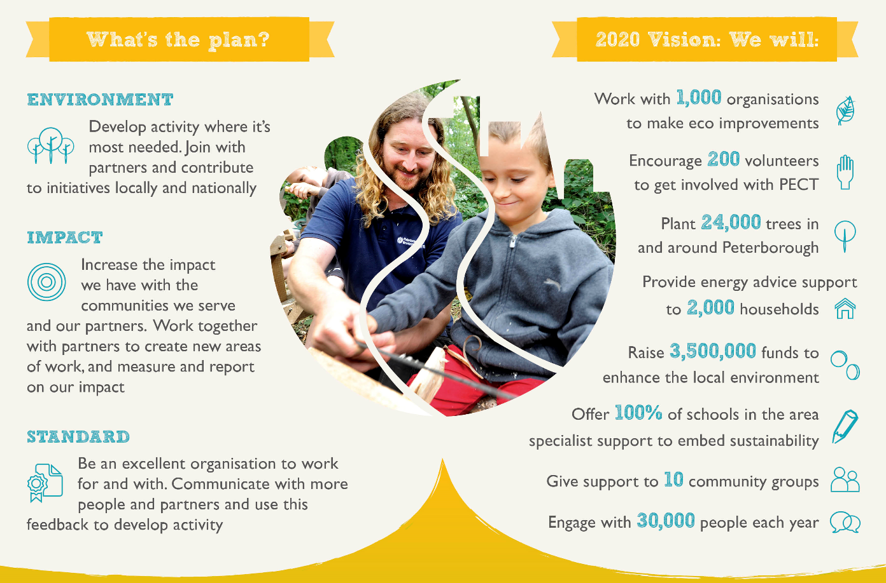 What's the plan?
ENVIRONMENT
Develop activity where it's
most needed. Join with
partners and contribute
to initiatives locally and nationally
IMPACT
Increase the impact
we have with the
communities we serve
and our partners. Work together
with partners to create new areas
of work, and measure and report
on our impact
STANDARD
Be an excellent organisation to work
for and with. Communicate with more
people and partners and use this
feedback to develop activity
2020 Vision: We will:
Work with 1,000 organisations
to make eco improvements
Encourage 200 volunteers
to get involved with PECT
Plant 24,000 trees in
and around Peterborough
Provide energy advice support
to 2,000 households
Raise 3,500,000 funds to
enhance the local environment
Offer 100% of schools in the area
specialist support to embed sustainability
Give support to 10 community groups
Engage with 30,000 people each year